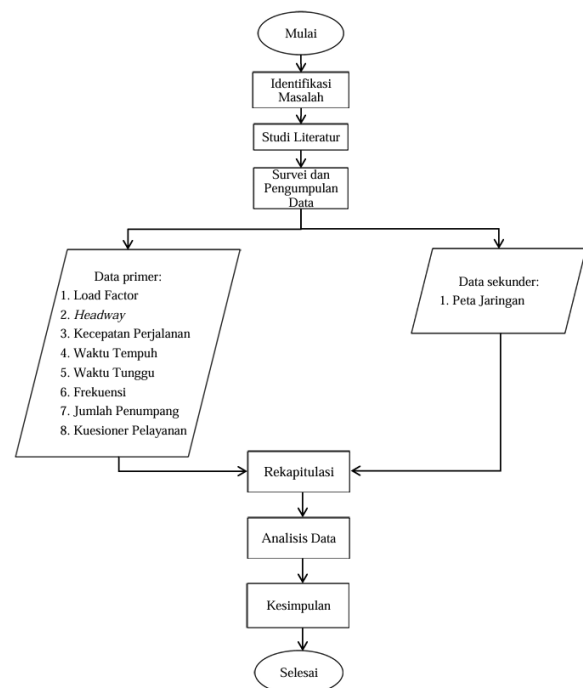 Mulai
Identifikasi
Masalah
Studi Literatur
Survei dan
Pengumpulan
Data
Data primer:
1. Load Factor
2. Headway
3. Kecepatan Perjalanan
4. Waktu Tempuh
5. Waktu Tunggu
6. Frekuensi
7. Jumlah Penumpang
8. Kuesioner Pelayanan
Data sekunder:
1. Peta Jaringan
Rekapitulasi
Analisis Data
Kesimpulan
Selesai